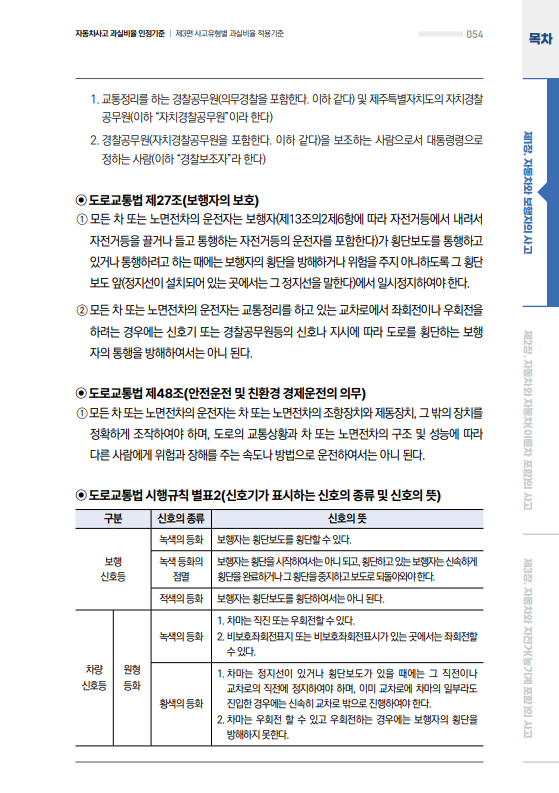 자동차사고 과실비율 인정기준 | 제3편 사고유형별 과실비율 적용기준
054
목차
1. 교통정리를 하는 경찰공무원(의무경찰을 포함한다. 이하 같다) 및 제주특별자치도의 자치경찰
공무원(이하 “자치경찰공무원”이라 한다)
2. 경찰공무원(자치경찰공무원을 포함한다. 이하 같다)을 보조하는 사람으로서 대통령령으로
정하는 사람(이하 “경찰보조자”라 한다)
◉ 도로교통법 제27조(보행자의 보호)
① 모든 차 또는 노면전차의 운전자는 보행자(제13조의2제6항에 따라 자전거등에서 내려서
자전거등을 끌거나 들고 통행하는 자전거등의 운전자를 포함한다)가 횡단보도를 통행하고
있거나 통행하려고 하는 때에는 보행자의 횡단을 방해하거나 위험을 주지 아니하도록 그 횡단
보도 앞(정지선이 설치되어 있는 곳에서는 그 정지선을 말한다)에서 일시정지하여야 한다.
② 모든 차 또는 노면전차의 운전자는 교통정리를 하고 있는 교차로에서 좌회전이나 우회전을
하려는 경우에는 신호기 또는 경찰공무원등의 신호나 지시에 따라 도로를 횡단하는 보행
자의 통행을 방해하여서는 아니 된다.
◉ 도로교통법 제48조(안전운전 및 친환경 경제운전의 의무)
① 모든 차 또는 노면전차의 운전자는 차 또는 노면전차의 조향장치와 제동장치, 그 밖의 장치를
정확하게 조작하여야 하며, 도로의 교통상황과 차 또는 노면전차의 구조 및 성능에 따라
다른 사람에게 위험과 장해를 주는 속도나 방법으로 운전하여서는 아니 된다.
◉ 도로교통법 시행규칙 별표2(신호기가 표시하는 신호의 종류 및 신호의 뜻)
구분 신호의 종류 신호의 뜻
보행
신호등
녹색의 등화 보행자는 횡단보도를 횡단할 수 있다.
녹색 등화의
점멸
보행자는 횡단을 시작하여서는 아니 되고, 횡단하고 있는 보행자는 신속하게
횡단을 완료하거나 그 횡단을 중지하고 보도로 되돌아와야 한다.
적색의 등화 보행자는 횡단보도를 횡단하여서는 아니 된다.
차량
신호등
원형
등화
녹색의 등화
1. 차마는 직진 또는 우회전할 수 있다.
2. 비보호좌회전표지 또는 비보호좌회전표시가 있는 곳에서는 좌회전할
수 있다.
황색의 등화
1. 차마는 정지선이 있거나 횡단보도가 있을 때에는 그 직전이나
교차로의 직전에 정지하여야 하며, 이미 교차로에 차마의 일부라도
진입한 경우에는 신속히 교차로 밖으로 진행하여야 한다.
2. 차마는 우회전 할 수 있고 우회전하는 경우에는 보행자의 횡단을
방해하지 못한다.
제1장. 자동차와 보행자의 사고
제2장. 자동차와 자동차(이륜차 포함)의 사고
제3장. 자동차와 자전거(농기계 포함)의 사고